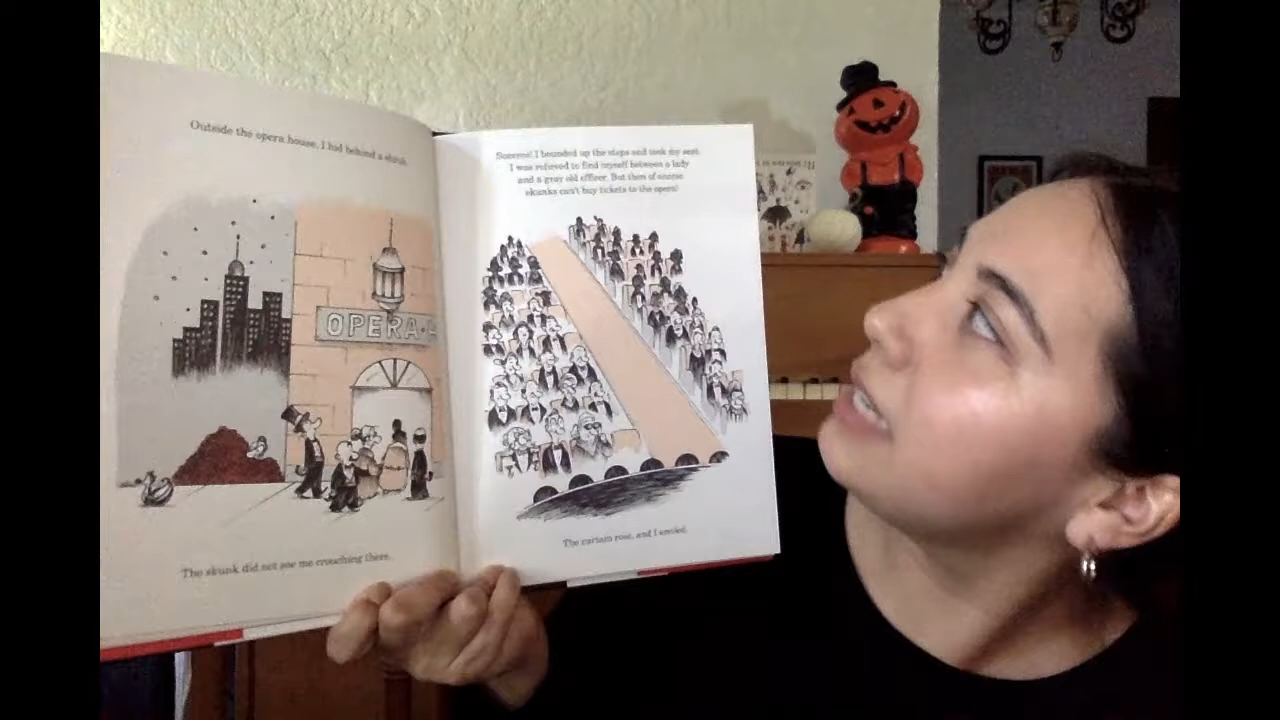 Outside the opera house, I hid behind a shrub.
OPERA
The skunk did not see me crouching there.
Success! I bounded up the steps and took my seat.
I was relieved to find myself between a lady
and a gray old officer. But then of course
skunks can't buy tickets to the opera!
The curtain rose, and I smiled.